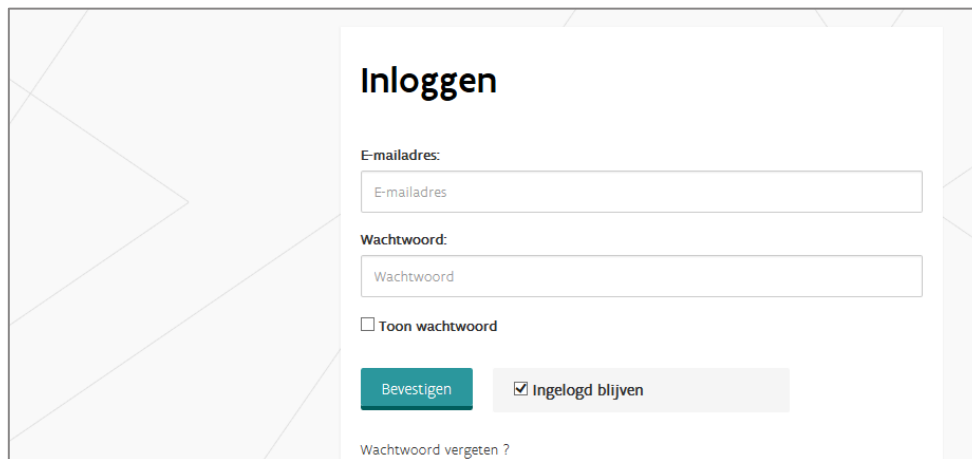 Inloggen
E-mailadres:
E-mailadres
Wachtwoord:
Wachtwoord
Toon wachtwoord
Bevestigen Ingelogd blijven
Wachtwoord vergeten ?